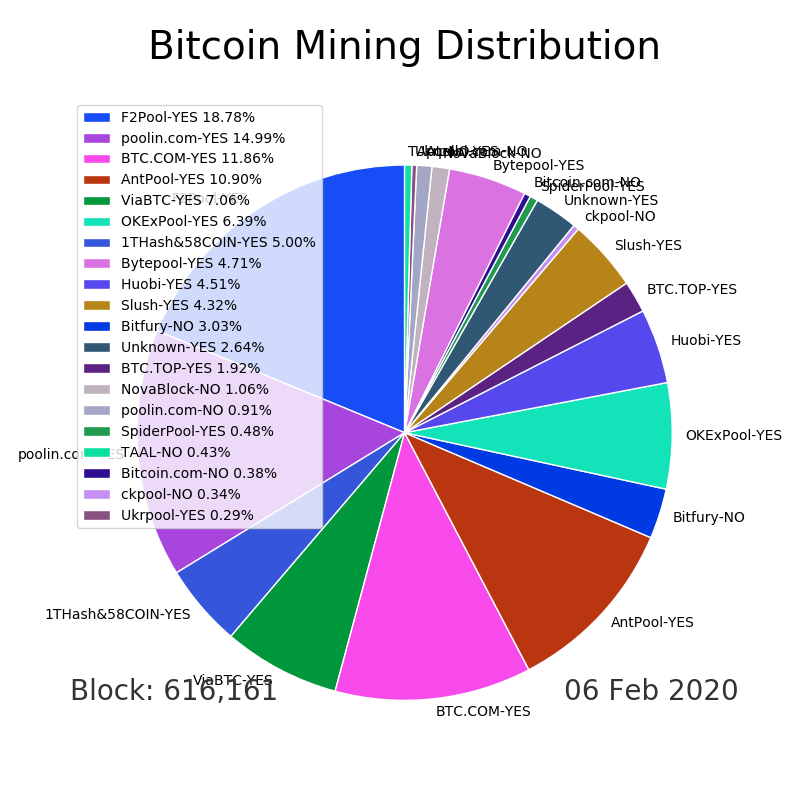 Bitcoin Mining Distribution
F2Pool-YES 18.78%
poolin.com-YES 14.99%
BTC.COM-YES 11.86%
AntPool-YES 10.90%
ViaBTC-YES 7.06%
OKExPool-YES 6.39%
1THash&58COIN-YES 5.00%
Bytepool-YES 4.71%
Huobi-YES 4.51%
Slush-YES 4.32%
Bitfury-NO 3.03%
Unknown-YES 2.64%
BTC.TOP-YES 1.92%
NovaBlock-NO 1.06%
poolin.com-NO 0.91%
SpiderPool-YES 0.48%
TAAL-NO 0.43%
Bitcoin.com-NO 0.38%
ckpool-NO 0.34%
Ukrpool-YES 0.29%
NovaBlock-NO
Bytepool-YES
Bitcoin.com-NO
SpiderPool-YES
Unknown-YES
ckpool-NO
Slush-YES
BTC.TOP-YES
Huobi-YES
OKExPool-YES
Bitfury-NO
AntPool-YES
BTC.COM-YES
ViaBTC-YES
1THash&58COIN-YES
poolin.com-YES
Block: 616,161
06 Feb 2020